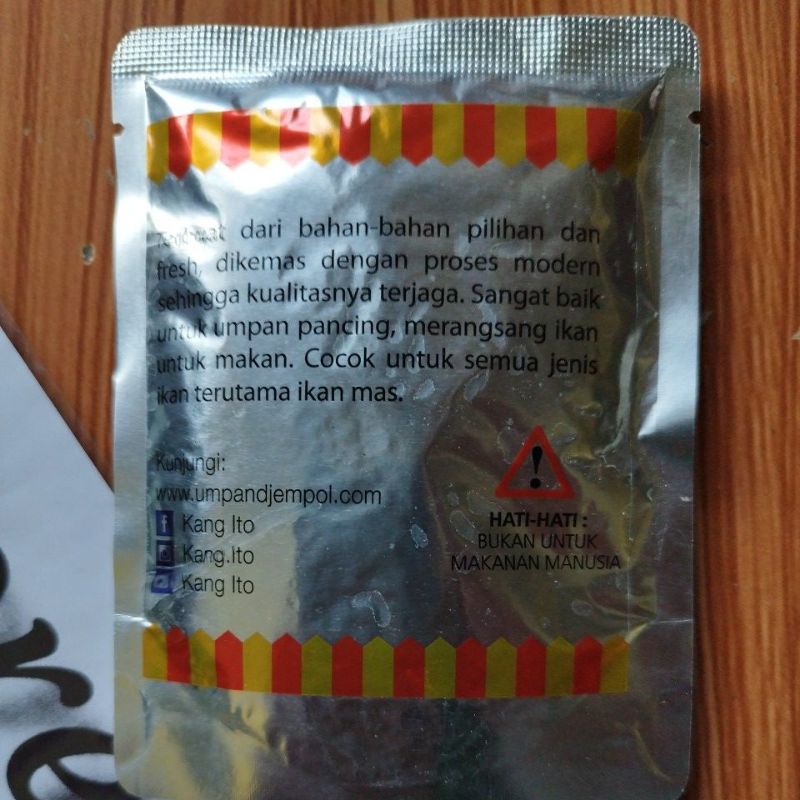 dari bahan-bahan pilihan dan
fresh, dikemas dengan proses modern
sehingga kualitasnya terjaga. Sangat baik
untuk umpan pancing, merangsang ikan
untuk makan. Cocok untuk semua jenis
ikan terutama ikan mas.
Kunjungi:
www.umpandjempol.com
Kang Ito
Kang.Ito
Kang Ito
HATI-HATI :
BUKAN UNTUK
MAKANAN MANUSIA